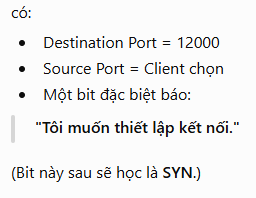 có:
• Destination Port = 12000
• Source Port = Client chọn
• Một bit đặc biệt báo:
"Tôi muốn thiết lập kết nối."
(Bit này sau sẽ học là SYN.)